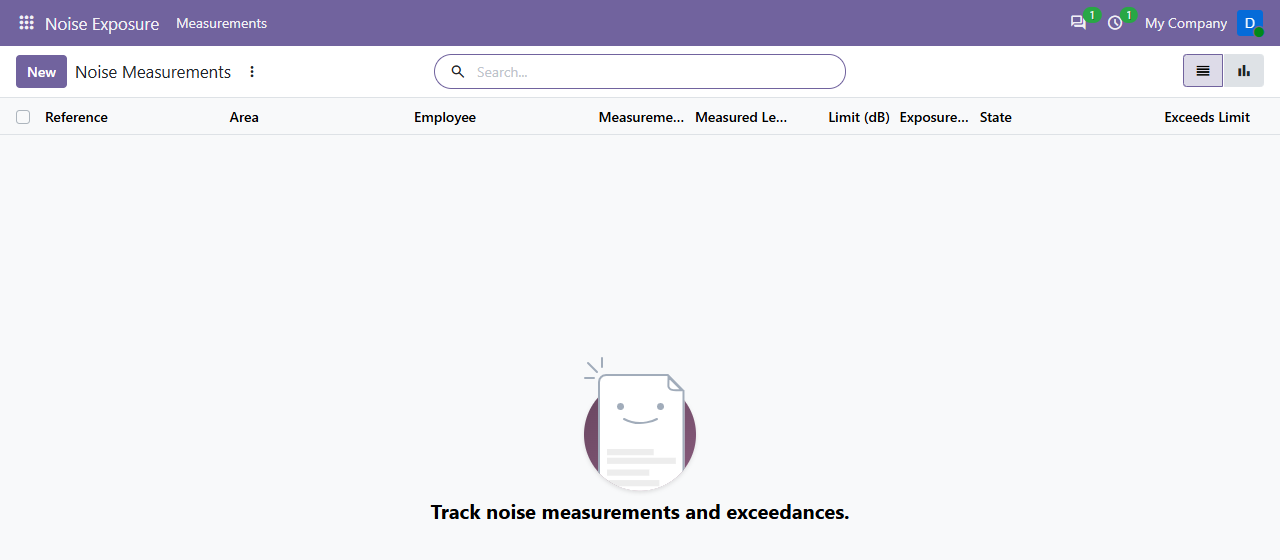 Noise Exposure Measurements 1 1 My Company D
New Noise Measurements Search...
Reference Area Employee Measureme... Measured Le... Limit (dB) Exposure... State Exceeds Limit
Track noise measurements and exceedances.